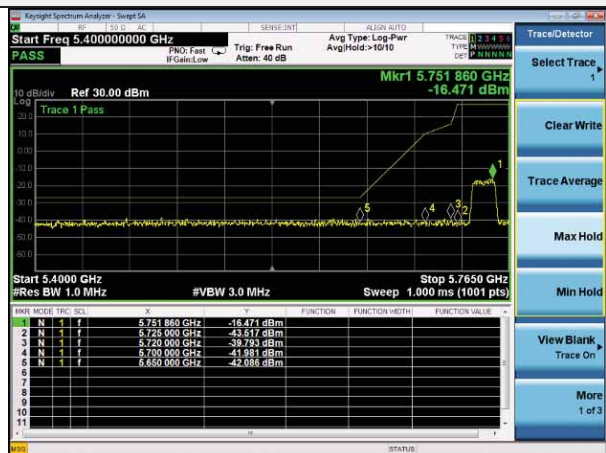 Keysight Spectrum Analyzer - Swept SA
RF 50 Ω AC SENSE:INT ALIGN AUTO
Start Freq 5.400000000 GHz
PASS
PNO: Fast
IFGain:Low
Trig: Free Run
Atten: 40 dB
Avg Type: Log-Pwr
Avg|Hold:>10/10
TRACE 1 2 3 4 5 6
TYPE M WWWWW
DET P NNNNN
Mkr1 5.751 860 GHz
-16.471 dBm
10 dB/div Ref 30.00 dBm
Log
Trace 1 Pass
20.0
10.0
0.00
-10.0
-20.0
-30.0
-40.0
-50.0
-60.0
1
5
4
3
2
Start 5.4000 GHz Stop 5.7650 GHz
#Res BW 1.0 MHz #VBW 3.0 MHz Sweep 1.000 ms (1001 pts)
MKR MODE TRC SCL X Y FUNCTION FUNCTION WIDTH FUNCTION VALUE
1 N 1 f 5.751 860 GHz -16.471 dBm
2 N 1 f 5.725 000 GHz -43.517 dBm
3 N 1 f 5.720 000 GHz -39.793 dBm
4 N 1 f 5.700 000 GHz -41.981 dBm
5 N 1 f 5.650 000 GHz -42.086 dBm
6
7
8
9
10
11
MSG STATUS
Trace/Detector
Select Trace
1
Clear Write
Trace Average
Max Hold
Min Hold
View Blank
Trace On
More
1 of 3